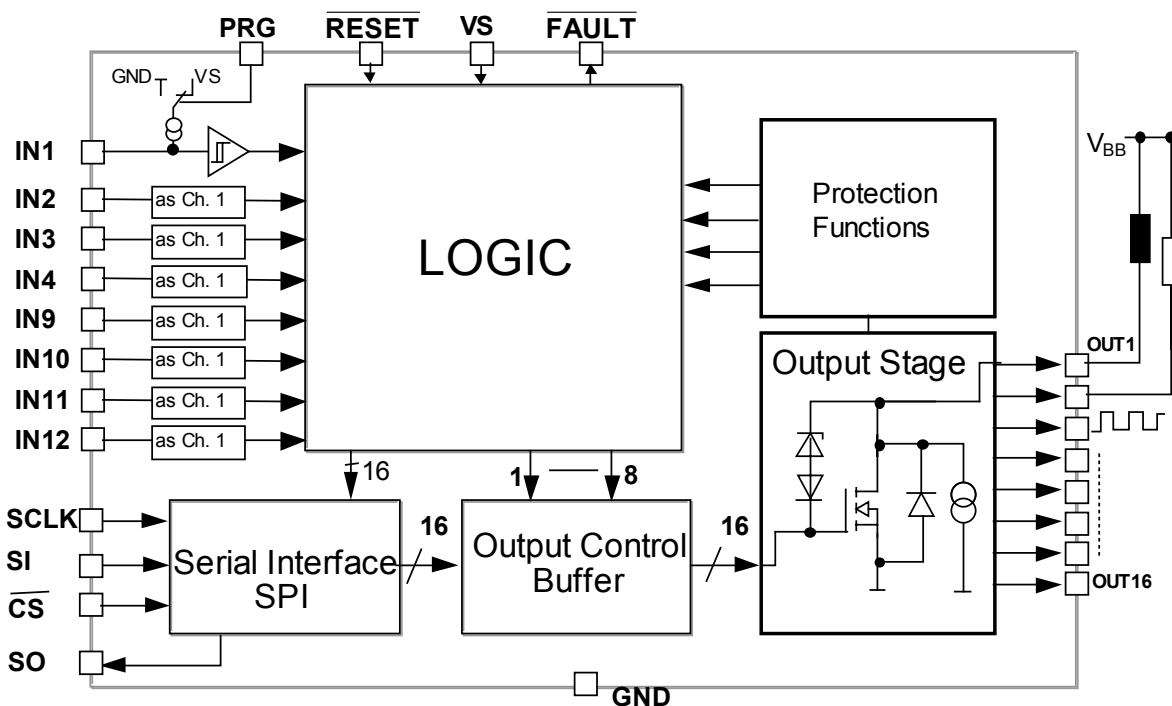 PRG
RESET
VS
FAULT
GND
VS
IN1
IN2
as Ch. 1
IN3
as Ch. 1
IN4
as Ch. 1
IN9
as Ch. 1
IN10
as Ch. 1
IN11
as Ch. 1
IN12
as Ch. 1
LOGIC
Protection
Functions
VBB
16
1
8
SCLK
SI
CS
SO
Serial Interface
SPI
16
Output Control
Buffer
16
Output Stage
OUT1
OUT16
GND